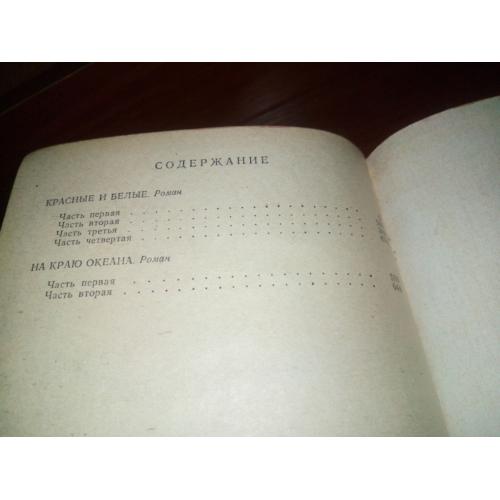 СОДЕРЖАНИЕ
КРАСНЫЕ И БЕЛЫЕ. Роман
Часть первая . . . . . . . . . . . . . . . .
Часть вторая . . . . . . . . . . . . . . . .
Часть третья . . . . . . . . . . . . . . . .
Часть четвертая . . . . . . . . . . . . . . .
НА КРАЮ ОКЕАНА. Роман
Часть первая . . . . . . . . . . . . . . . .
Часть вторая . . . . . . . . . . . . . . . .